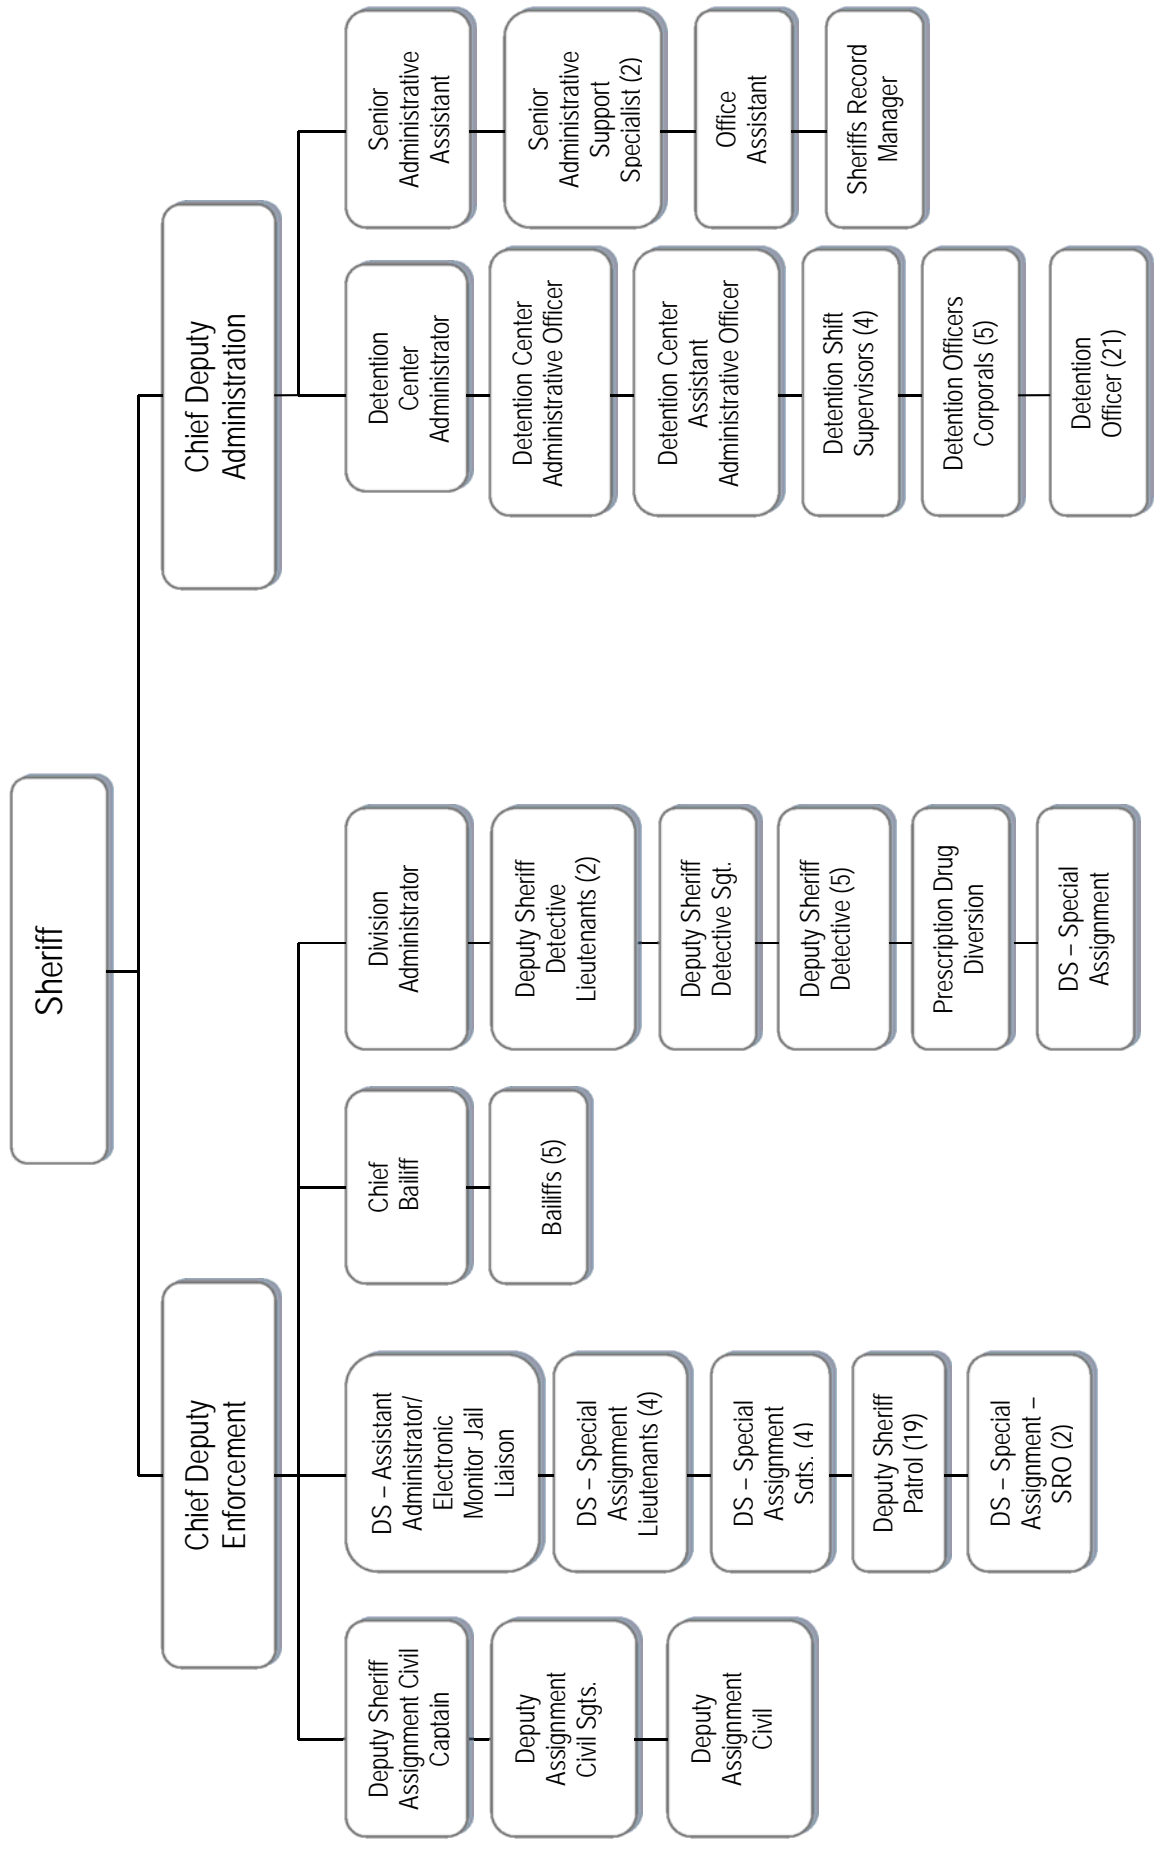 Sheriff
Chief Deputy
Enforcement
Chief Deputy
Administration
Deputy Sheriff
Assignment Civil
Captain
Deputy
Assignment
Civil Sgts.
Deputy
Assignment
Civil
DS – Assistant
Administrator/
Electronic
Monitor Jail
Liaison
DS – Special
Assignment
Lieutenants (4)
DS – Special
Assignment
Sgts. (4)
Deputy Sheriff
Patrol (19)
DS – Special
Assignment –
SRO (2)
Chief
Bailiff
Bailiffs (5)
Division
Administrator
Deputy Sheriff
Detective
Lieutenants (2)
Deputy Sheriff
Detective Sgt.
Deputy Sheriff
Detective (5)
Prescription Drug
Diversion
DS – Special
Assignment
Detention
Center
Administrator
Detention Center
Administrative Officer
Detention Center
Assistant
Administrative Officer
Detention Shift
Supervisors (4)
Detention Officers
Corporals (5)
Detention
Officer (21)
Senior
Administrative
Assistant
Senior
Administrative
Support
Specialist (2)
Office
Assistant
Sheriffs Record
Manager